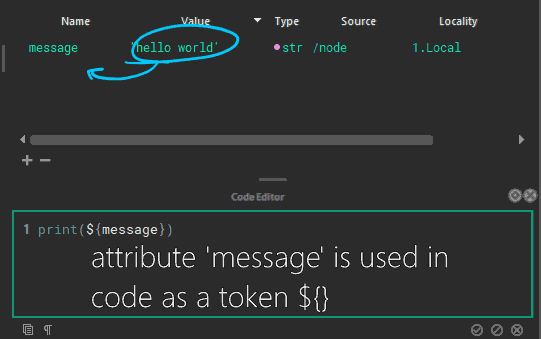 Name Value Type Source Locality
message 'hello world' str /node 1.Local
Code Editor
1 print(${message})
attribute 'message' is used in
code as a token ${}